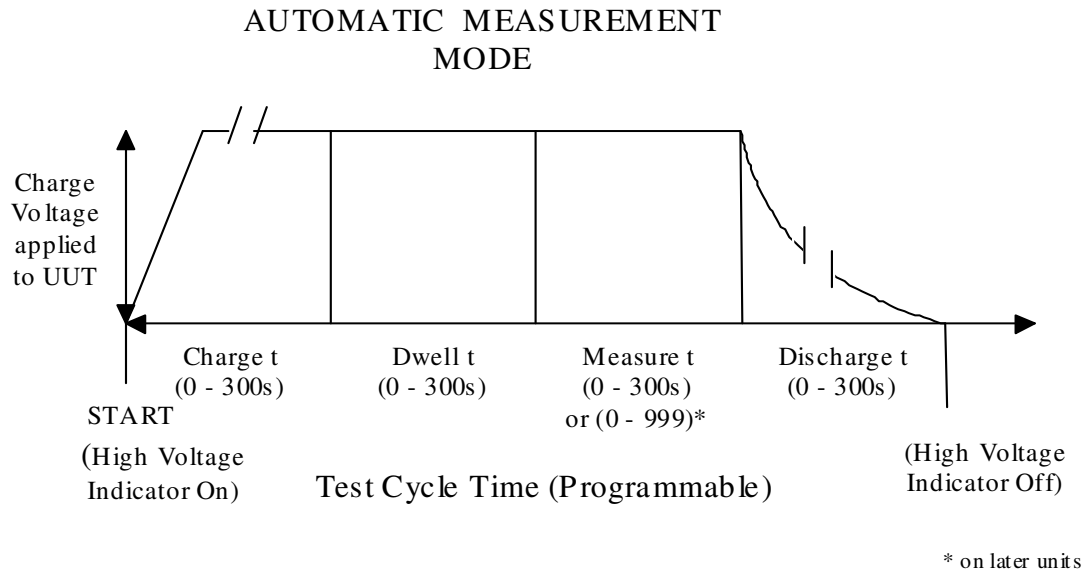 AUTOMATIC MEASUREMENT
MODE
Charge
Voltage
applied
to UUT
Charge t
(0 - 300s)
Dwell t
(0 - 300s)
Measure t
(0 - 300s)
or (0 - 999)*
Discharge t
(0 - 300s)
START
(High Voltage
Indicator On)
Test Cycle Time (Programmable)
(High Voltage
Indicator Off)
* on later units